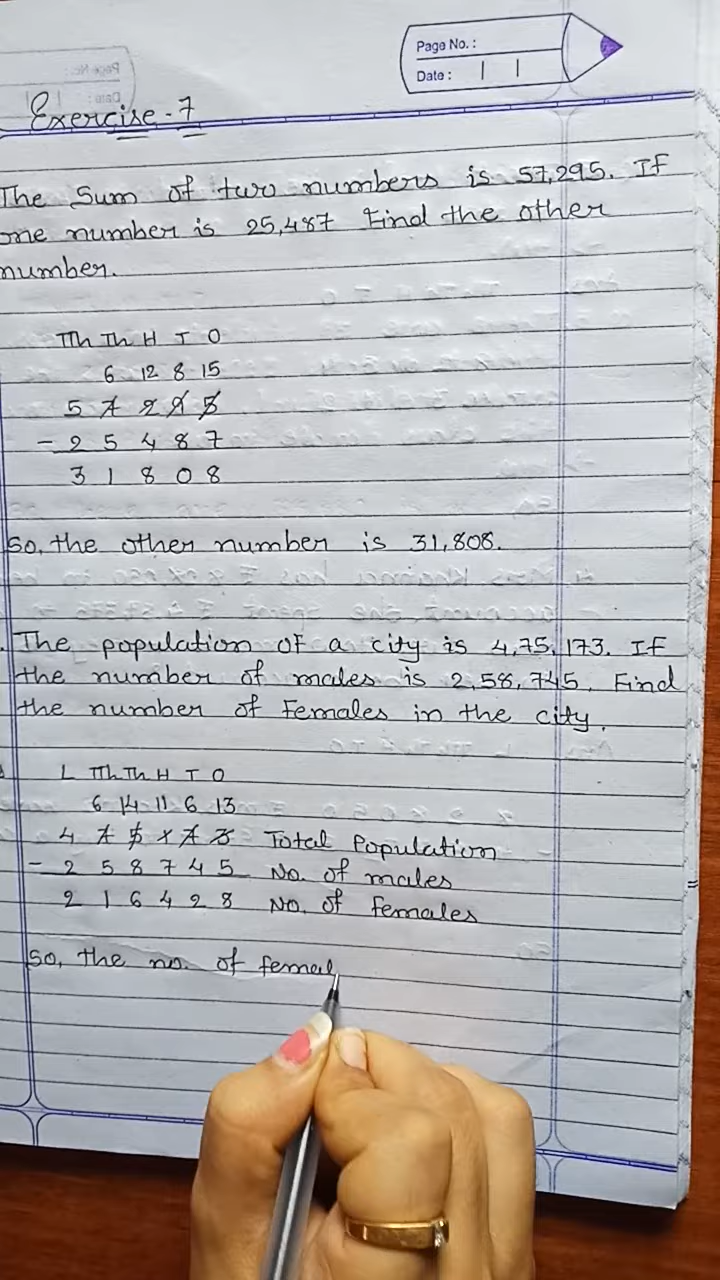 Page No. :
Date :
Exercise - 7
The Sum of two numbers is 57,295. If
one number is 25,487 Find the other
number.
TTh Th H T O
6 12 8 15
5 7 2 9 5
- 2 5 4 8 7
3 1 8 0 8
So, the other number is 31,808.
The population of a city is 4,75,173. If
the number of males is 2,58,745. Find
the number of Females in the city.
L TTh Th H T O
6 14 11 6 13
4 7 5 1 7 3 Total Population
- 2 5 8 7 4 5 No. of males
2 1 6 4 2 8 No. of females
So, the no. of femal